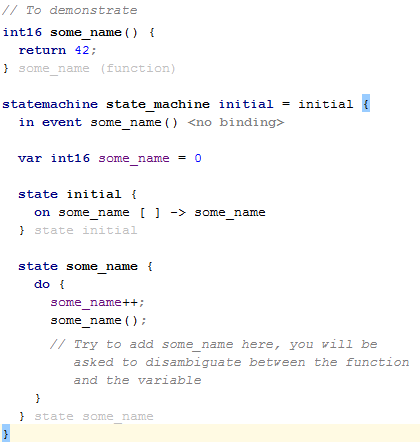 // To demonstrate
int16 some_name() {
return 42;
} some_name (function)
statemachine state_machine initial = initial {
in event some_name() <no binding>
var int16 some_name = 0
state initial {
on some_name [ ] -> some_name
} state initial
state some_name {
do {
some_name++;
some_name();
// Try to add some_name here, you will be
asked to disambiguate between the function
and the variable
}
} state some_name
}